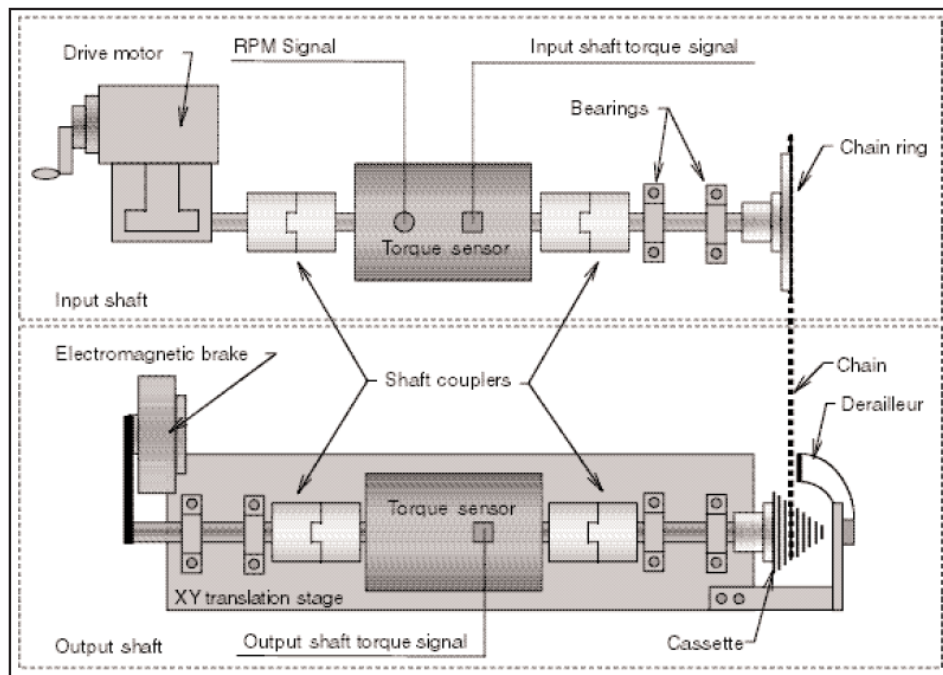 RPM Signal
Input shaft torque signal
Drive motor
Bearings
Chain ring
Torque sensor
Input shaft
Electromagnetic brake
Shaft couplers
Chain
Derailleur
Torque sensor
XY translation stage
Output shaft torque signal
Cassette
Output shaft